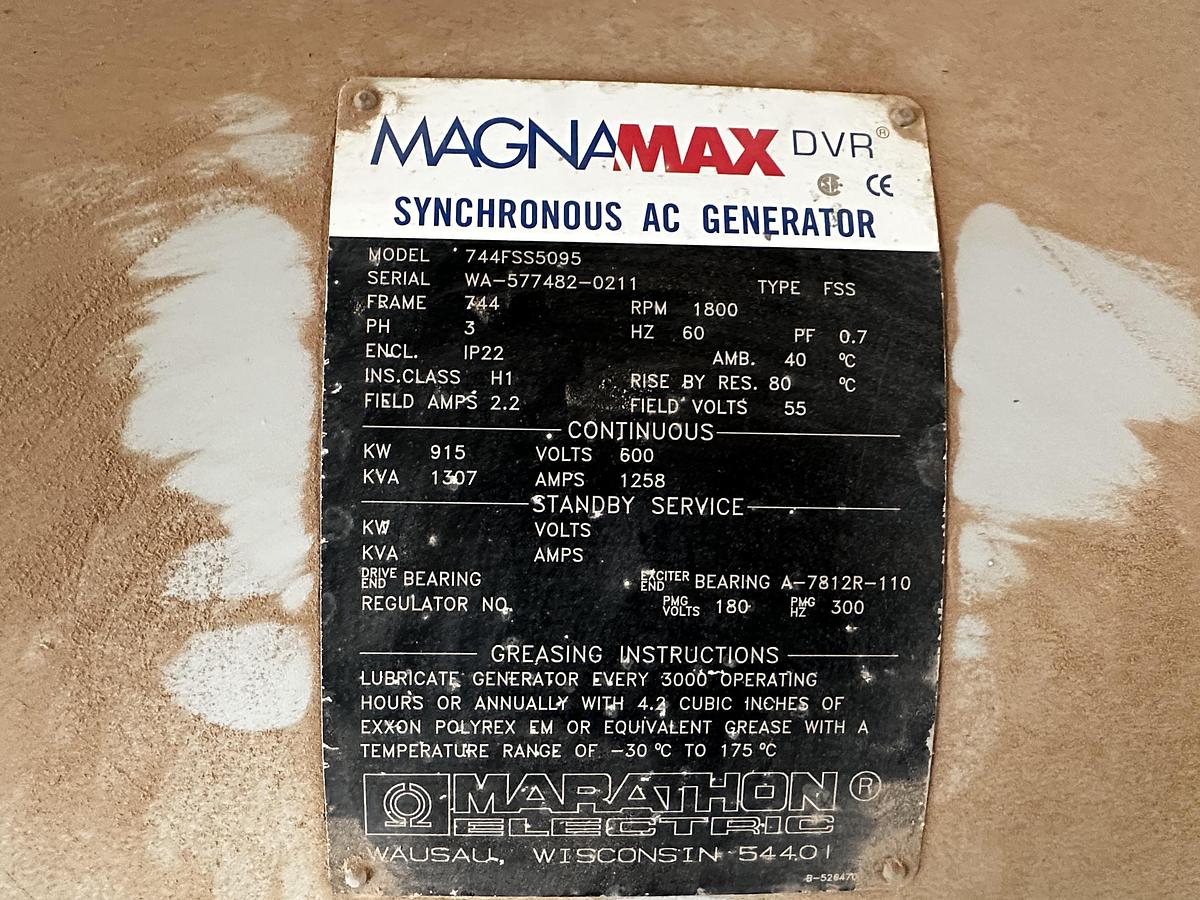 MAGNAMAX DVR®
SA CE
SYNCHRONOUS AC GENERATOR
MODEL 744FSS5095
SERIAL WA-577482-0211 TYPE FSS
FRAME 744 RPM 1800
PH 3 HZ 60 PF 0.7
ENCL. IP22 AMB. 40 °C
INS.CLASS H1 RISE BY RES. 80 °C
FIELD AMPS 2.2 FIELD VOLTS 55
CONTINUOUS
KW 915 VOLTS 600
KVA 1307 AMPS 1258
STANDBY SERVICE
KW VOLTS
KVA AMPS
DRIVE END BEARING EXCITER END BEARING A-7812R-110
REGULATOR NO. PMG VOLTS 180 PMG HZ 300
GREASING INSTRUCTIONS
LUBRICATE GENERATOR EVERY 3000 OPERATING
HOURS OR ANNUALLY WITH 4.2 CUBIC INCHES OF
EXXON POLYREX EM OR EQUIVALENT GREASE WITH A
TEMPERATURE RANGE OF -30 °C TO 175 °C
MARATHON ®
ELECTRIC
WAUSAU, WISCONSIN 54401